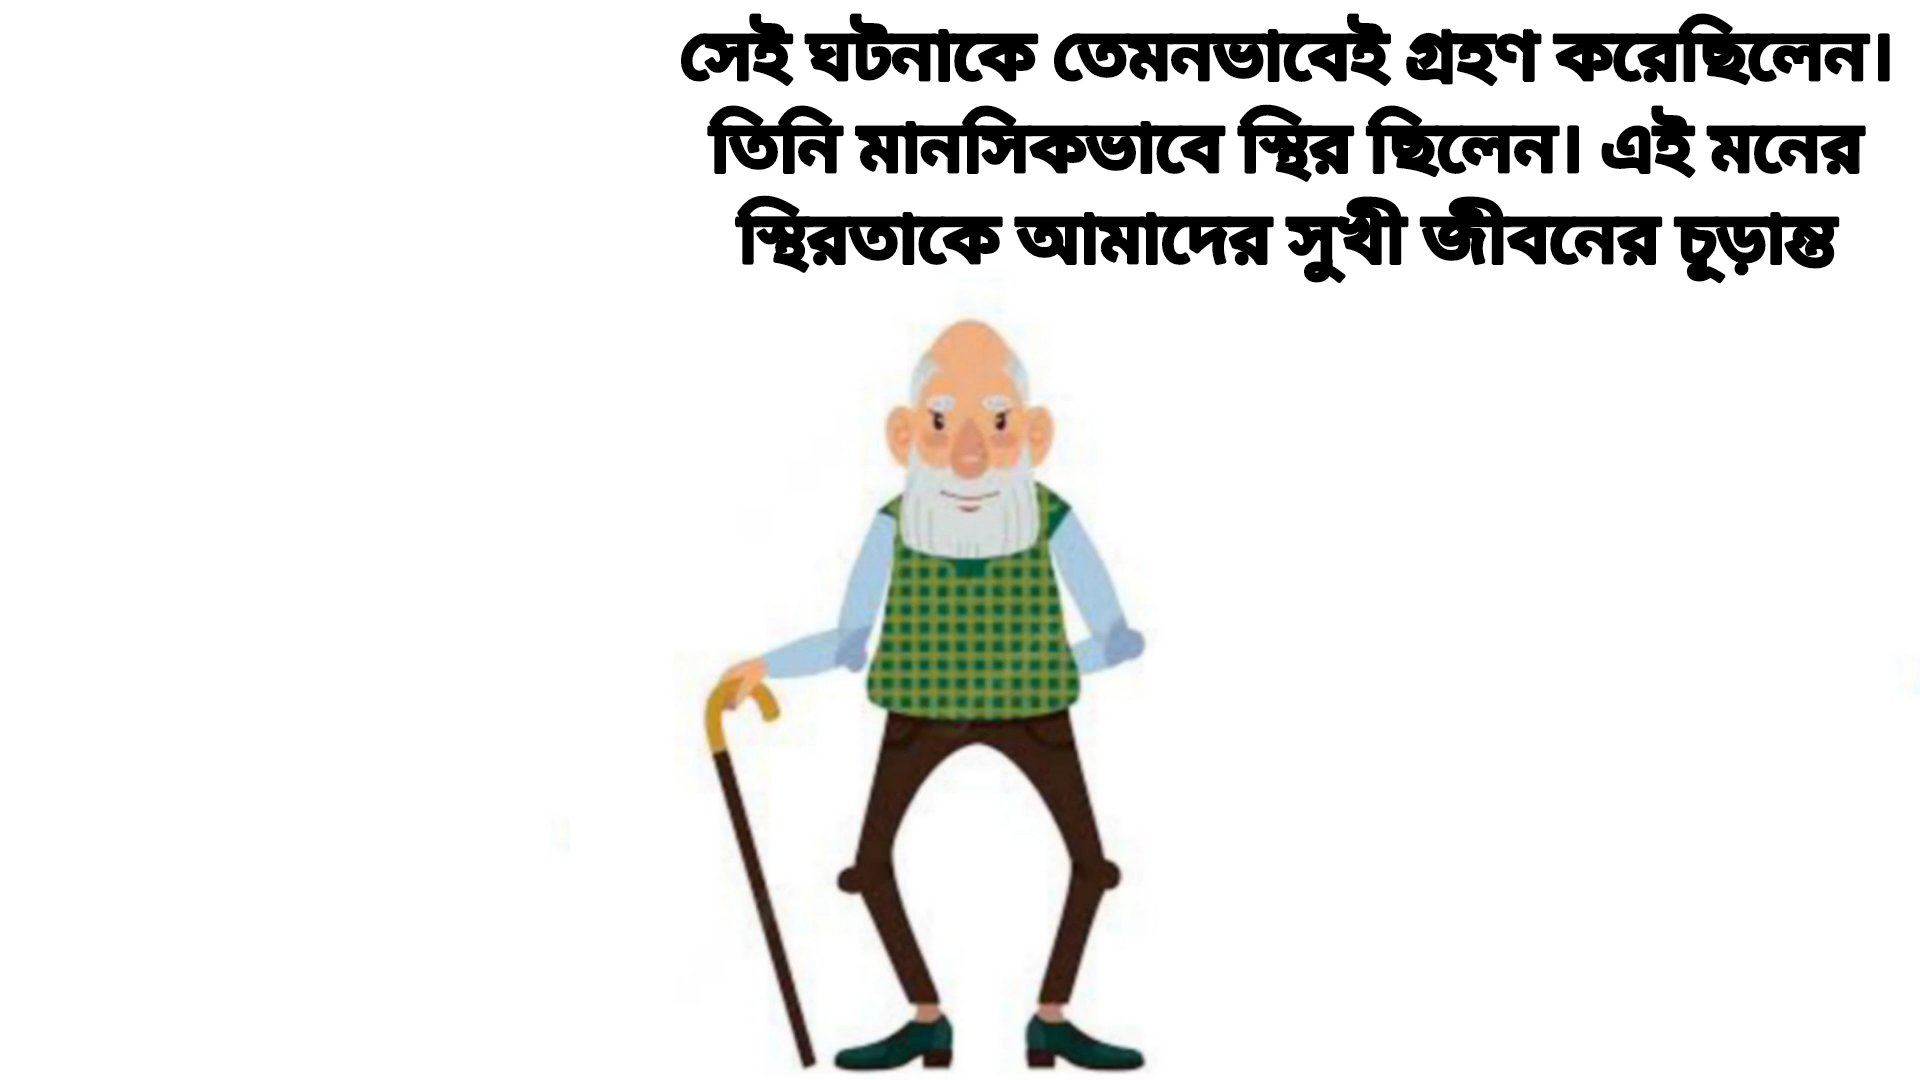 সেই ঘটনাকে তেমনভাবেই গ্রহণ করেছিলেন।
তিনি মানসিকভাবে স্থির ছিলেন। এই মনের
স্থিরতাকে আমাদের সুখী জীবনের চূড়ান্ত